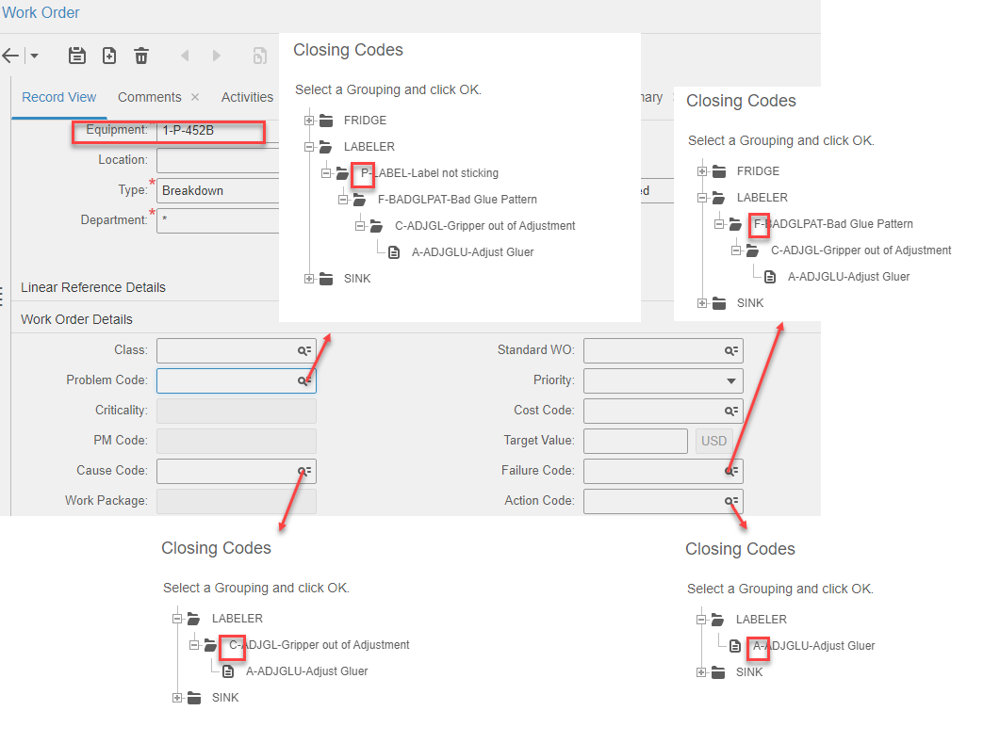 Work Order
Record View
Comments ×
Activities
mary
Equipment: 1-P-452B
Location:
Type: * Breakdown
ed
Department: * *
Closing Codes
Select a Grouping and click OK.
FRIDGE
LABELER
P-LABEL-Label not sticking
F-BADGLPAT-Bad Glue Pattern
C-ADJGL-Gripper out of Adjustment
A-ADJGLU-Adjust Gluer
SINK
Closing Codes
Select a Grouping and click OK.
FRIDGE
LABELER
F-BADGLPAT-Bad Glue Pattern
C-ADJGL-Gripper out of Adjustment
A-ADJGLU-Adjust Gluer
SINK
Linear Reference Details
Work Order Details
Class:
Standard WO:
Problem Code:
Priority:
Criticality:
Cost Code:
PM Code:
Target Value:
USD
Cause Code:
Failure Code:
Work Package:
Action Code:
Closing Codes
Select a Grouping and click OK.
LABELER
C-ADJGL-Gripper out of Adjustment
A-ADJGLU-Adjust Gluer
SINK
Closing Codes
Select a Grouping and click OK.
LABELER
A-ADJGLU-Adjust Gluer
SINK